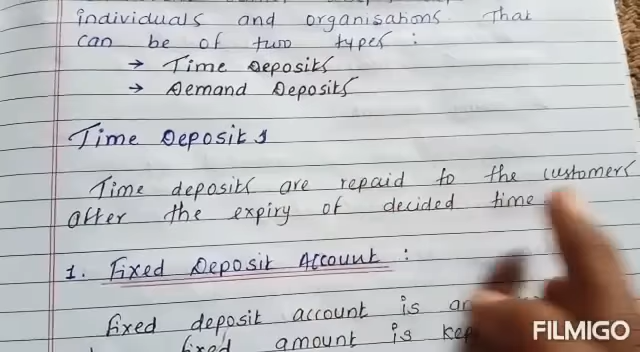 individuals and organisations. That
can be of two types :
→ Time Deposits
→ Demand Deposits
Time Deposits
Time deposits are repaid to the customers
after the expiry of decided time
1. Fixed Deposit Account :
fixed deposit account is an
fixed amount is kep
FILMIGO